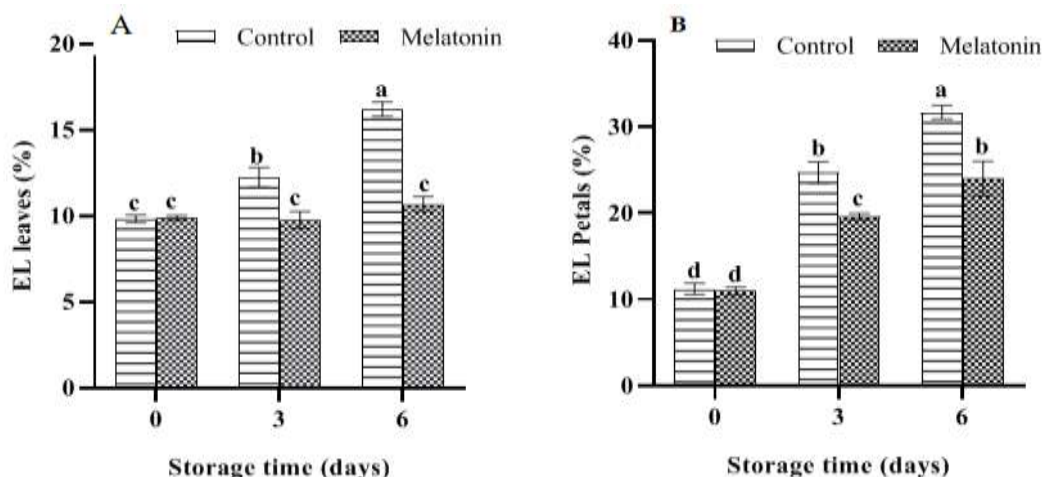 A
Control Melatonin
EL leaves (%)
20
15
10
5
0
c c
b c
a c
0 3 6
Storage time (days)
B
Control Melatonin
EL Petals (%)
40
30
20
10
0
d d
b c
a b
0 3 6
Storage time (days)